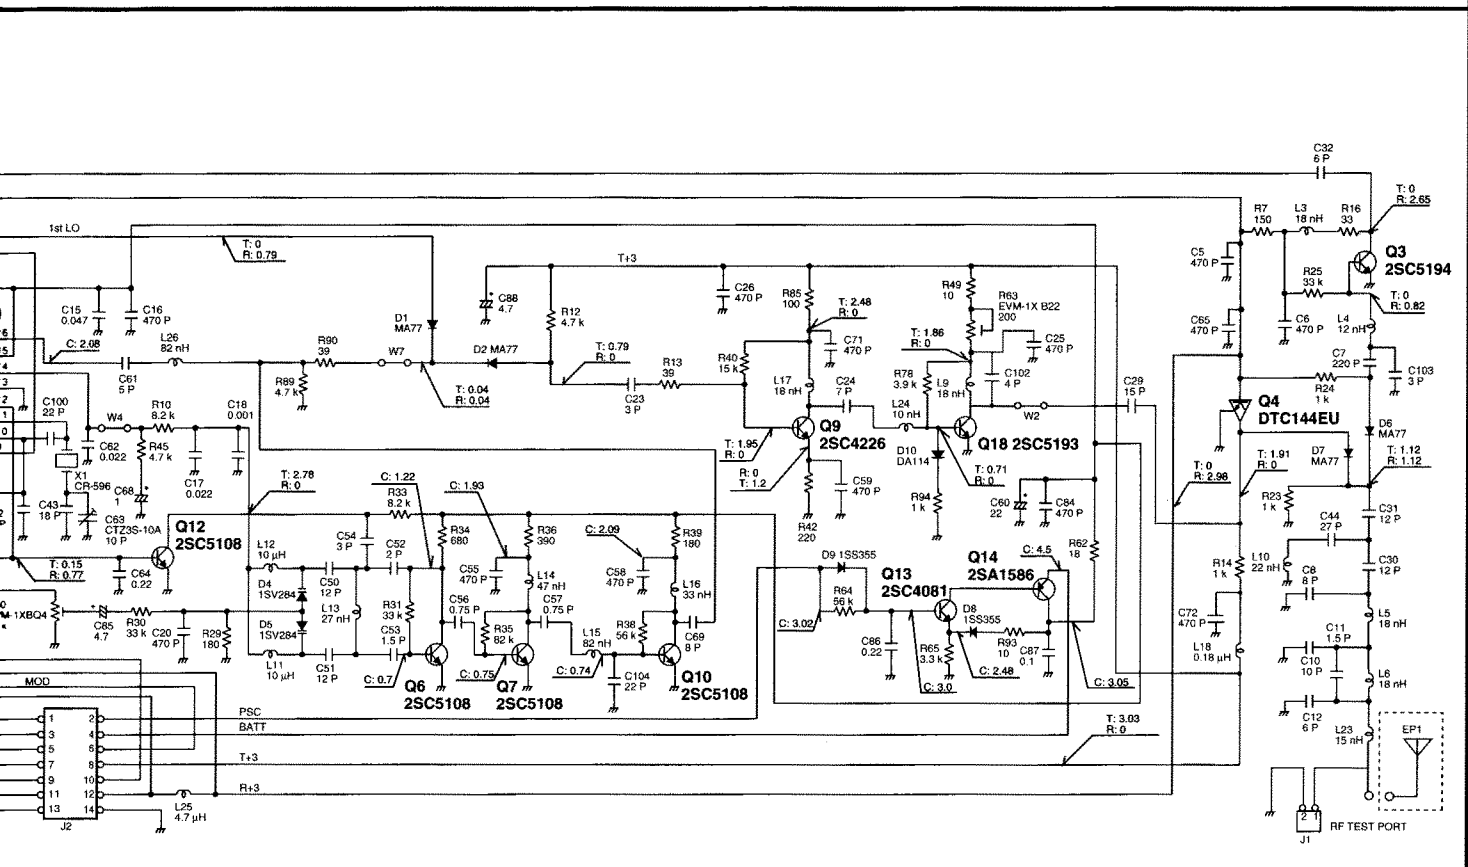 C32
6 P
T: 0
R: 2.65
R7
150
L3
18 nH
R16
33
1st LO
T: 0
R: 0.79
C5
470 P
Q3
2SC5194
T+3
R25
33 k
T: 0
R: 0.82
C88
4.7
C26
470 P
R85
100
R49
10
R63
EVM-1X B22
200
C15
0.047
C16
470 P
D1
MA77
R12
4.7 k
T: 2.48
R: 0
C65
470 P
C6
470 P
L4
12 nH
C: 2.08
L26
82 nH
R90
39
W7
D2 MA77
T: 0.79
R: 0
R40
15 k
C71
470 P
T: 1.86
R: 0
C25
470 P
C7
220 P
C61
5 P
R89
4.7 k
T: 0.04
R: 0.04
R13
39
C23
3 P
L17
18 nH
C24
7 P
R78
3.9 k
L9
18 nH
C102
4 P
C29
15 P
R24
1 k
C103
3 P
C100
22 P
W4
R10
8.2 k
C18
0.001
L24
10 nH
W2
Q4
DTC144EU
C62
0.022
R45
4.7 k
Q9
2SC4226
Q18 2SC5193
D6
MA77
T: 1.95
R: 0
D10
DA114
D7
MA77
X1
CR-596
C68
1
C17
0.022
T: 2.78
R: 0
C: 1.22
C: 1.93
R: 0
T: 1.2
C59
470 P
T: 0.71
R: 0
T: 0
R: 2.98
T: 1.91
R: 0
T: 1.12
R: 1.12
C43
18 P
C63
CTZ3S-10A
10 P
R33
8.2 k
R94
1 k
C60
22
C84
470 P
R23
1 k
Q12
2SC5108
C54
3 P
C52
2 P
R34
680
R36
390
C: 2.09
R39
180
R42
220
C44
27 P
C31
12 P
L12
10 µH
D9 1SS355
Q14
2SA1586
C: 4.5
R62
18
T: 0.15
R: 0.77
C64
0.22
D4
1SV284
C50
12 P
C55
470 P
L14
47 nH
C58
470 P
L16
33 nH
R64
56 k
Q13
2SC4081
R14
1 k
L10
22 nH
C8
8 P
C30
12 P
M-1XBQ4
C85
4.7
R30
33 k
C20
470 P
R29
180
D5
1SV284
L13
27 nH
R31
33 k
C56
0.75 P
C57
0.75 P
C: 3.02
D8
1SS355
C72
470 P
L5
18 nH
C53
1.5 P
R35
82 k
L15
82 nH
R38
56 k
C69
8 P
C86
0.22
R65
3.3 k
R93
10
C87
0.1
L18
0.18 µH
C11
1.5 P
C10
10 P
L11
10 µH
C51
12 P
C: 0.7
C: 0.75
C: 0.74
C104
22 P
C: 2.48
C: 3.0
C: 3.05
L6
18 nH
MOD
Q6
2SC5108
Q7
2SC5108
Q10
2SC5108
PSC
BATT
T+3
R+3
T: 3.03
R: 0
C12
6 P
L23
15 nH
EP1
1
2
3
4
5
6
7
8
9
10
11
12
13
14
J2
L25
4.7 µH
2
1
J1
RF TEST PORT